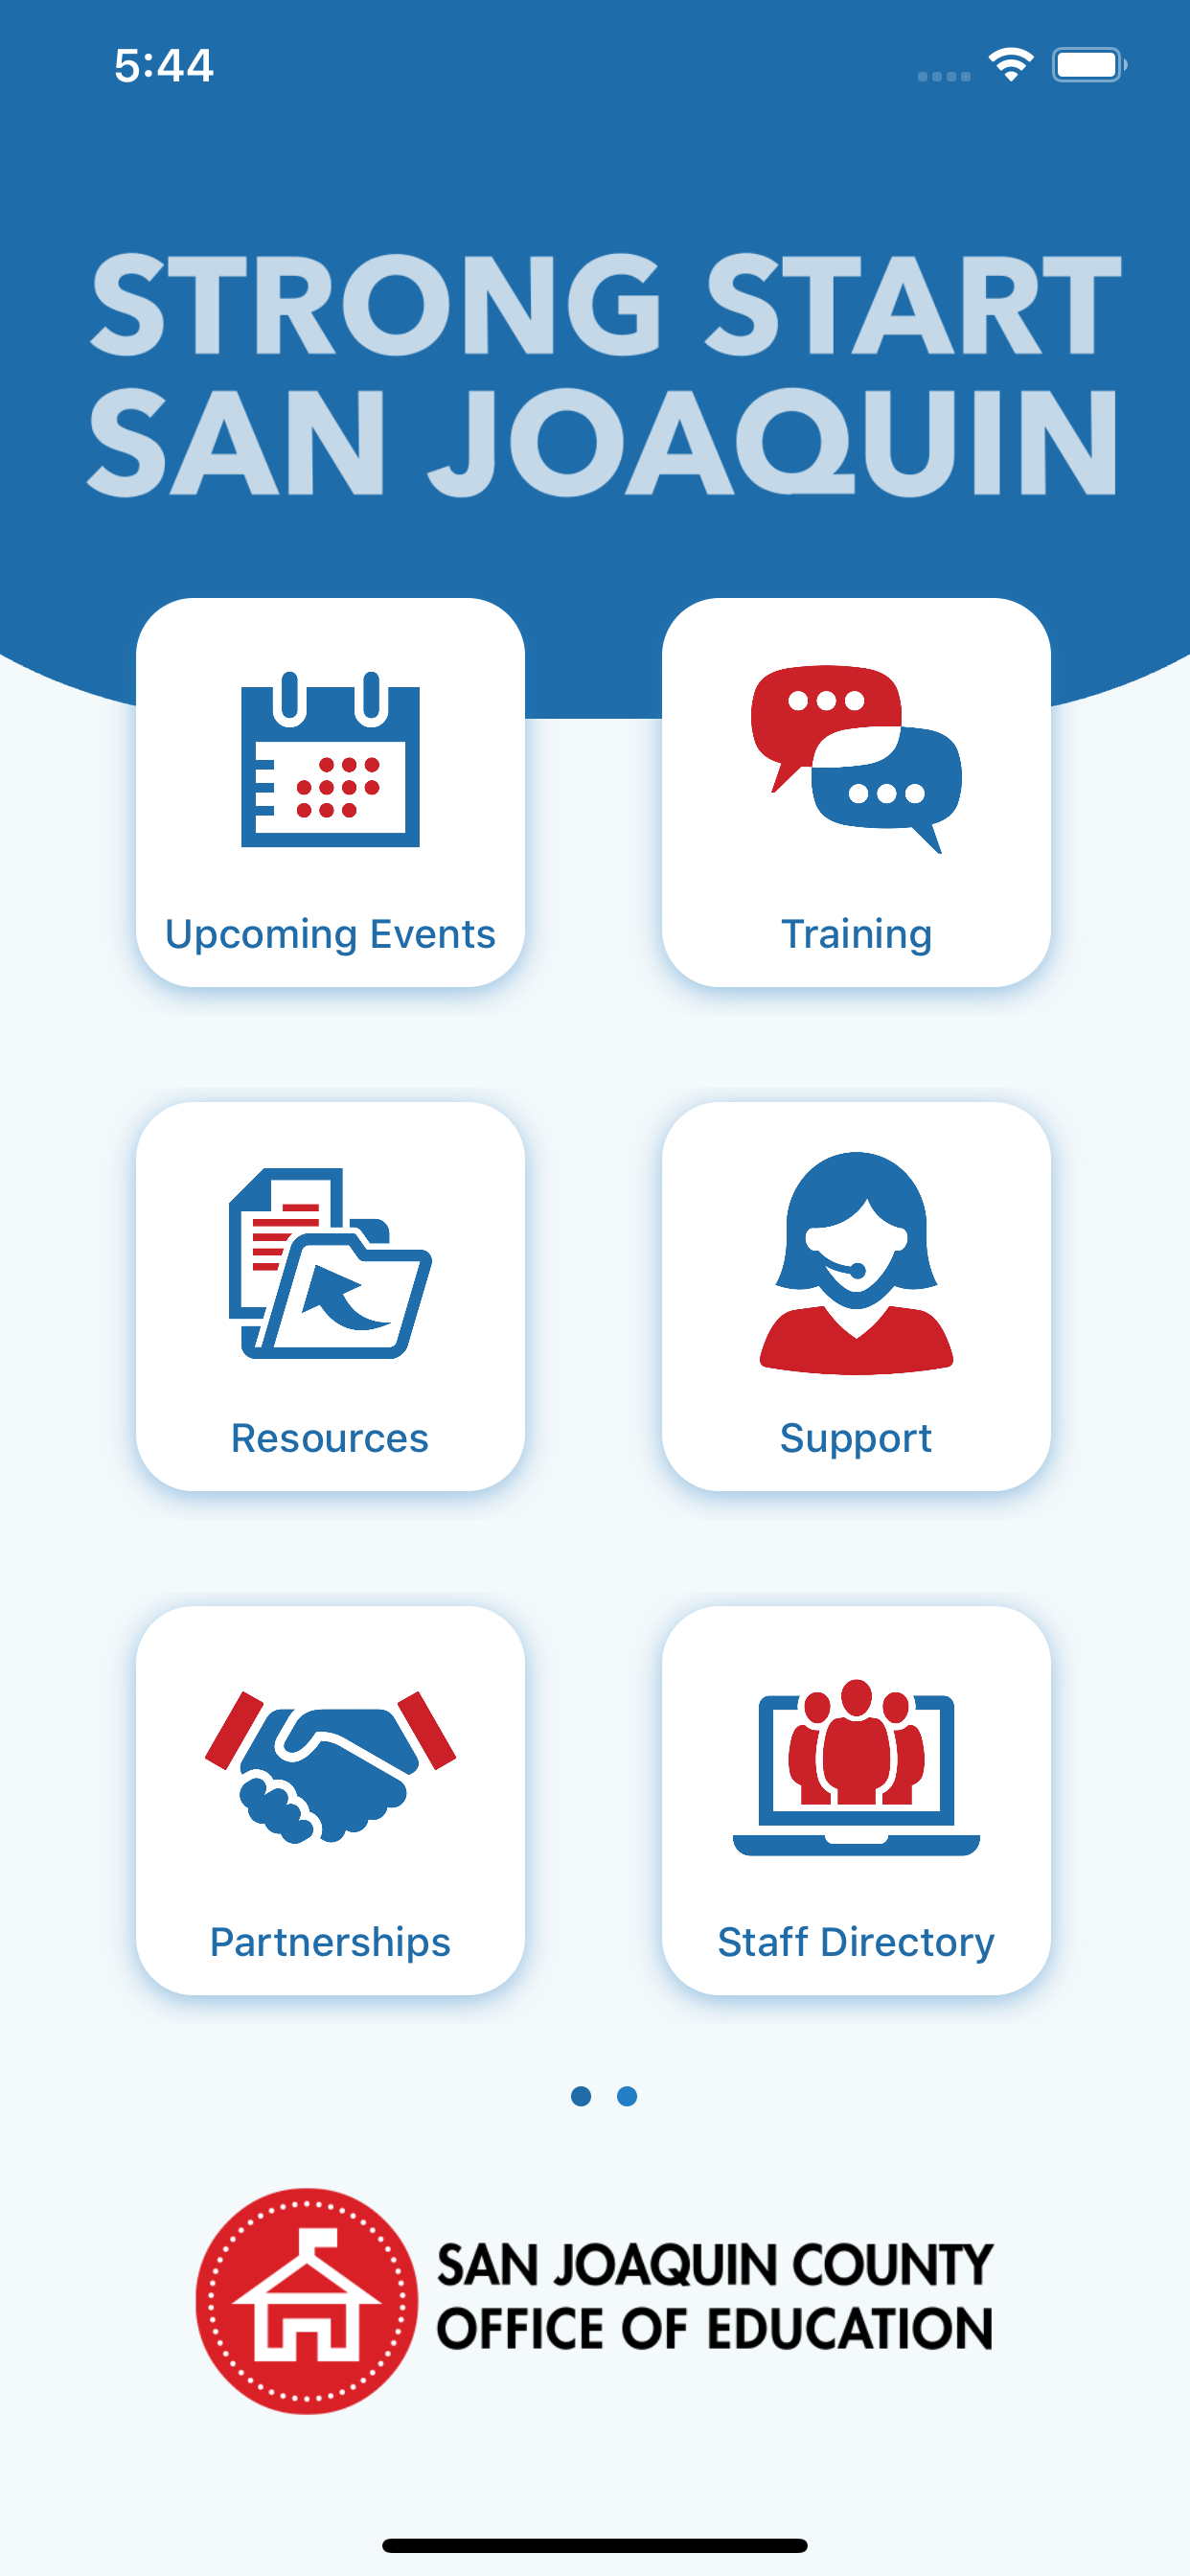 5:44
STRONG START
SAN JOAQUIN
Upcoming Events
Training
Resources
Support
Partnerships
Staff Directory
SAN JOAQUIN COUNTY
OFFICE OF EDUCATION